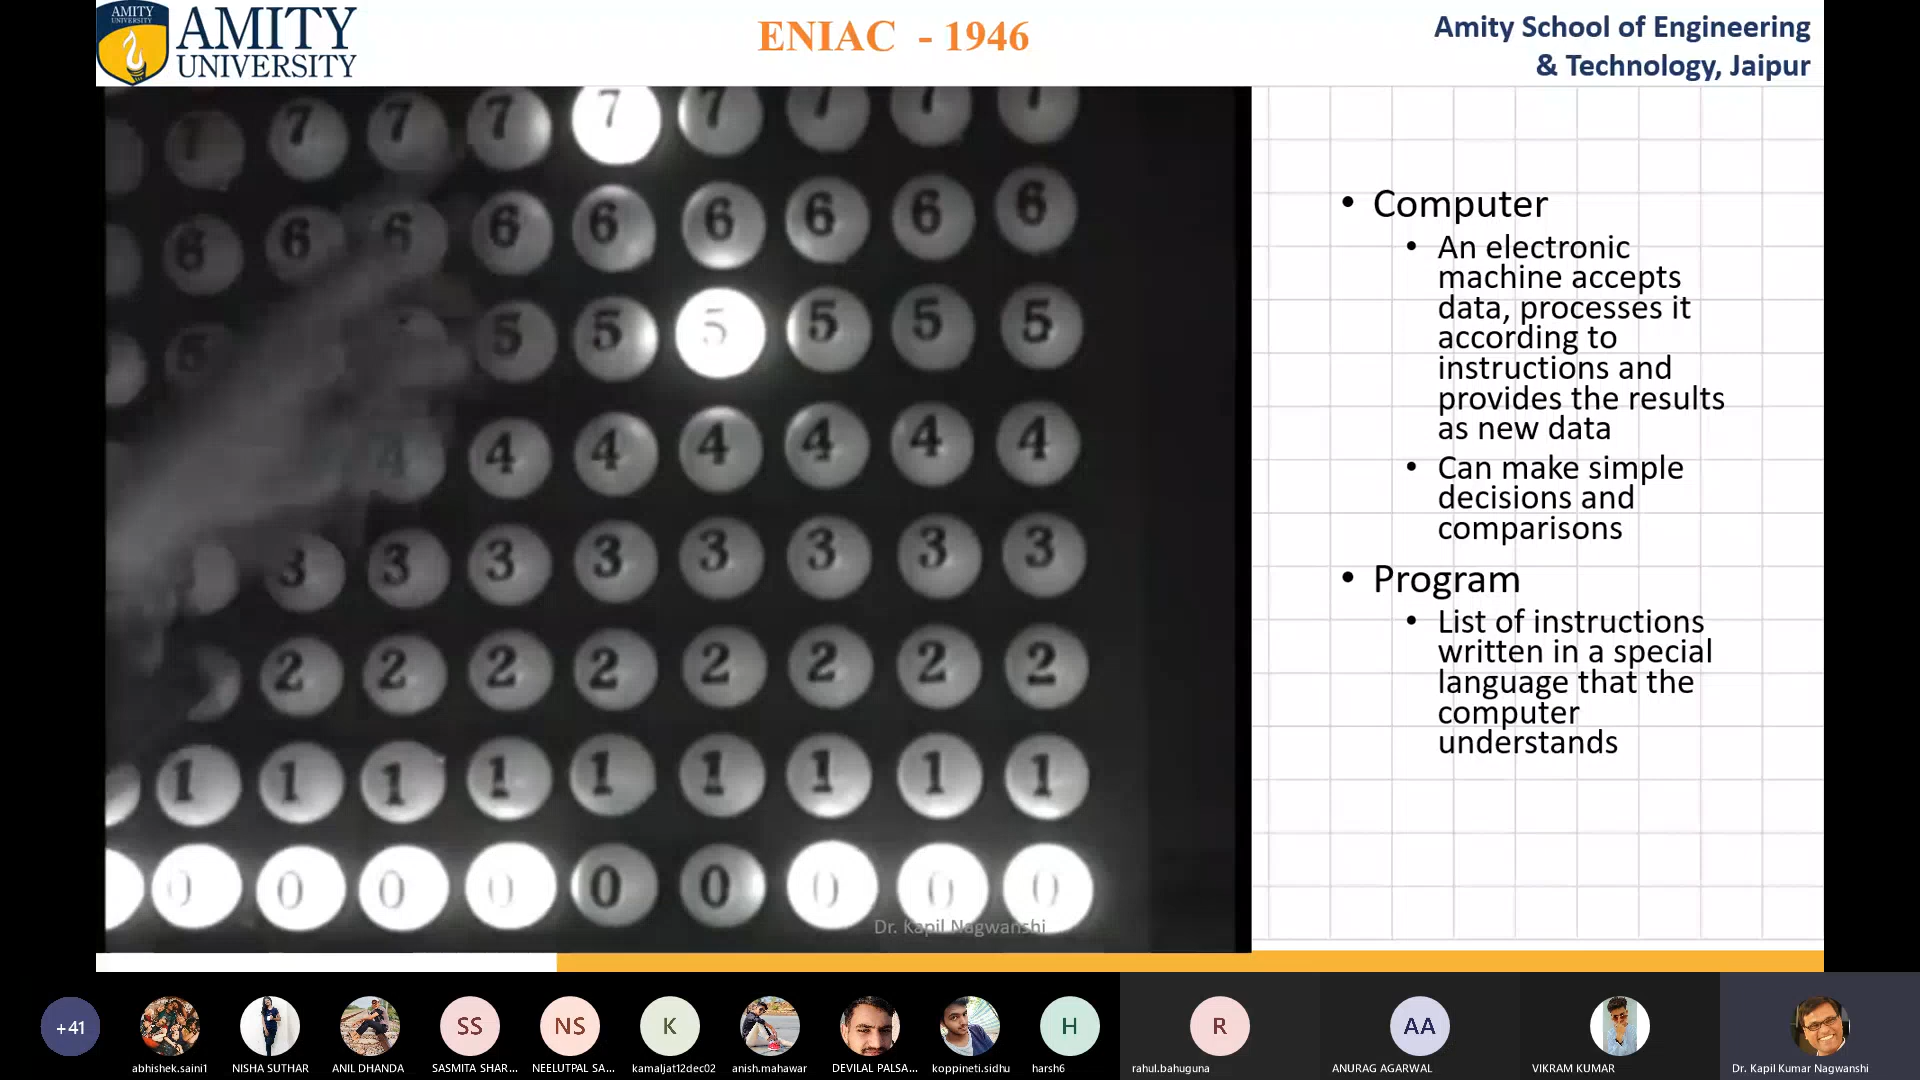 AMITY
UNIVERSITY
AMITY
UNIVERSITY
ENIAC - 1946
Amity School of Engineering
& Technology, Jaipur
7 7 7 7 7 7 7 7
6 6 6 6 6 6 6 6 6
5 5 5 5 5 5 5
4 4 4 4 4 4 4
3 3 3 3 3 3 3 3
2 2 2 2 2 2 2 2
1 1 1 1 1 1 1 1 1
0 0 0 0 0 0 0 0 0
Dr. Kapil Nagwanshi
• Computer
• An electronic
machine accepts
data, processes it
according to
instructions and
provides the results
as new data
• Can make simple
decisions and
comparisons
• Program
• List of instructions
written in a special
language that the
computer
understands
+41
SS
NS
K
H
R
AA
abhishek.saini1
NISHA SUTHAR
ANIL DHANDA
SASMITA SHAR...
NEELUTPAL SA...
kamaljat12dec02
anish.mahawar
DEVILAL PALSA...
koppineti.sidhu
harsh6
rahul.bahuguna
ANURAG AGARWAL
VIKRAM KUMAR
Dr. Kapil Kumar Nagwanshi